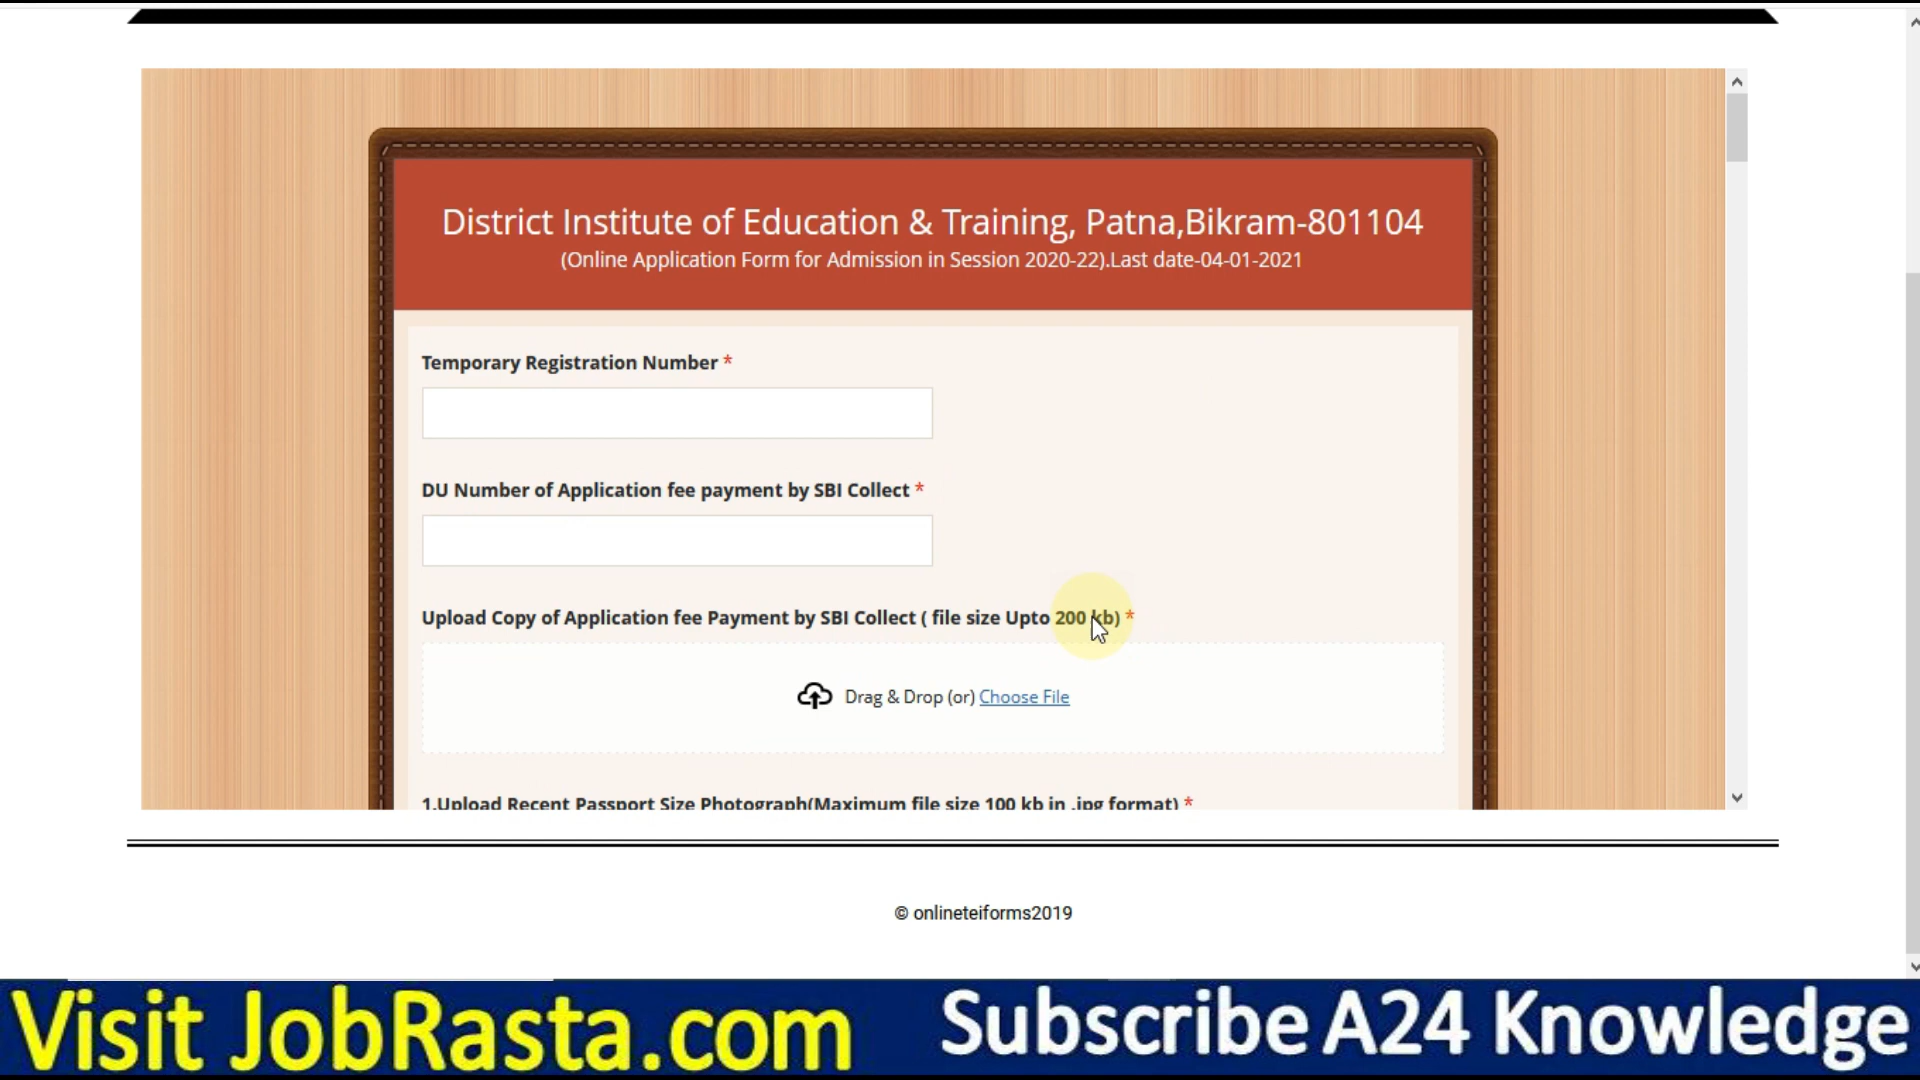 District Institute of Education & Training, Patna,Bikram-801104
(Online Application Form for Admission in Session 2020-22).Last date-04-01-2021
Temporary Registration Number *
DU Number of Application fee payment by SBI Collect *
Upload Copy of Application fee Payment by SBI Collect ( file size Upto 200 kb) *
Drag & Drop (or) Choose File
1.Upload Recent Passport Size Photograph(Maximum file size 100 kb in .jpg format) *
© onlineteiforms2019
Visit JobRasta.com Subscribe A24 Knowledge